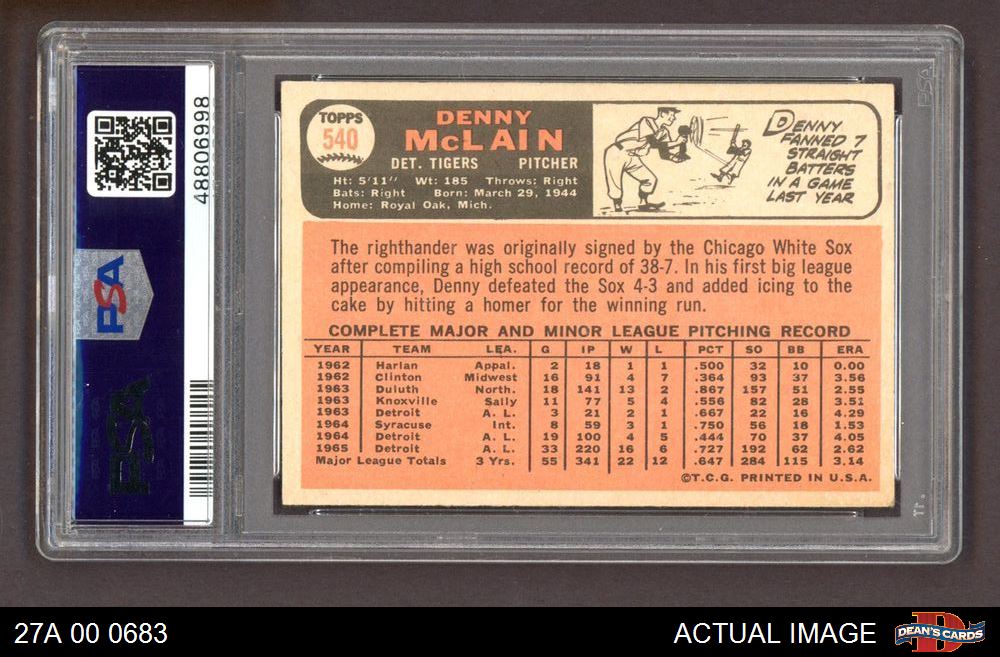 48806998
PSA
PSA
TOPPS
540
DENNY
McLAIN
DET. TIGERS PITCHER
Ht: 5'11" Wt: 185 Throws: Right
Bats: Right Born: March 29, 1944
Home: Royal Oak, Mich.
DENNY
FANNED 7
STRAIGHT
BATTERS
IN A GAME
LAST YEAR
The righthander was originally signed by the Chicago White Sox
after compiling a high school record of 38-7. In his first big league
appearance, Denny defeated the Sox 4-3 and added icing to the
cake by hitting a homer for the winning run.
COMPLETE MAJOR AND MINOR LEAGUE PITCHING RECORD
YEAR TEAM LEA. G IP W L PCT SO BB ERA
1962 Harlan Appal. 2 18 1 1 .500 32 10 0.00
1962 Clinton Midwest 16 91 4 7 .364 93 37 3.56
1963 Duluth North. 18 141 13 2 .867 157 51 2.55
1963 Knoxville Sally 11 77 5 4 .556 82 28 3.51
1963 Detroit A. L. 3 21 2 1 .667 22 16 4.29
1964 Syracuse Int. 8 59 3 1 .750 56 18 1.53
1964 Detroit A. L. 19 100 4 5 .444 70 37 4.05
1965 Detroit A. L. 33 220 16 6 .727 192 62 2.62
Major League Totals 3 Yrs. 55 341 22 12 .647 284 115 3.14
©T.C.G. PRINTED IN U.S.A.
PSA
27A 00 0683
ACTUAL IMAGE
DEAN'S CARDS